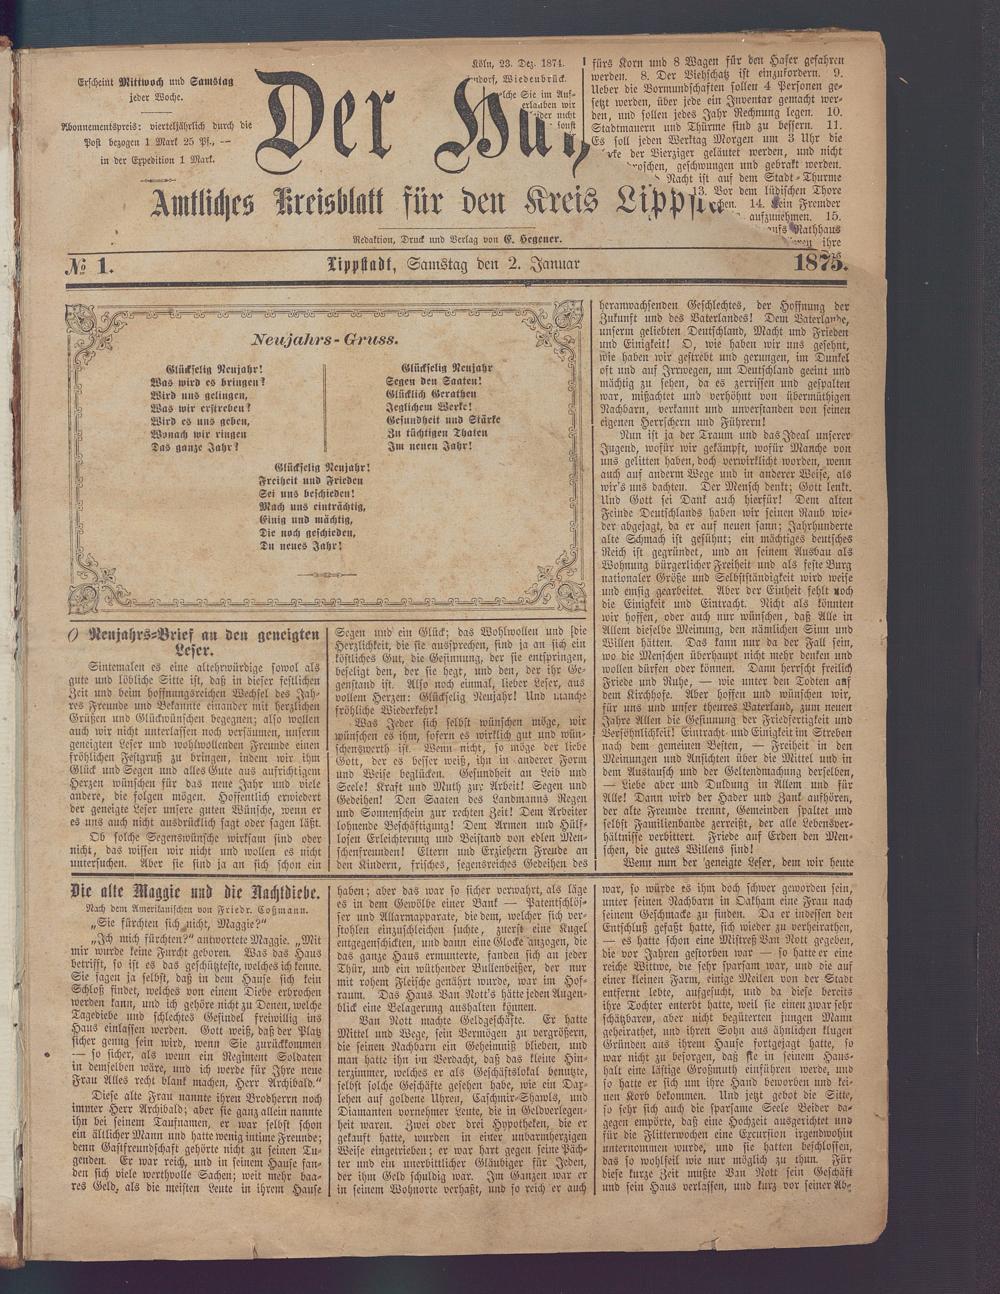 Erscheint Mittwoch und Samstag
jeder Woche.
Abonnementspreis: vierteljährlich durch die
Post bezogen 1 Mark 25 Pf., —
in der Expedition 1 Mark.
Der
Köln, 23. Dez. 1874.
Wiedenbrück.
Sie im Auf-
erlauben wir
nicht
sonst
fürs Korn und 8 Wagen für den Hafer gefahren
werden. 8. Der Viehschatz ist einzufordern. 9.
Ueber die Vormundschaften sollen 4 Personen ge-
setzt werden, über jede ein Inventar gemacht wer-
den, und sollen jedes Jahr Rechnung legen. 10.
Stadtmauern und Thürme sind zu bessern. 11.
Es soll jeden Werktag Morgen um 3 Uhr die
der Vierziger geläutet werden, und nicht
geschwungen und gebrakt werden.
Nacht ist auf dem Stadt-Thurme
13. Vor dem lüdischen Thore
14. Kein Fremder
aufzunehmen. 15.
Rathhaus
ihre
Amtliches Kreisblatt für den Kreis
Redaktion, Druck und Verlag von C. Hegener.
№ 1.
Lippstadt, Samstag den 2. Januar
1875.
Neujahrs-Gruss.
Glückselig Neujahr!
Was wird es bringen?
Wird uns gelingen,
Was wir erstreben?
Wird es uns geben,
Wonach wir ringen
Das ganze Jahr?
Glückselig Neujahr
Segen den Saaten!
Glücklich Gerathen
Jeglichem Werke!
Gesundheit und Stärke
Zu tüchtigen Thaten
Im neuen Jahr!
Glückselig Neujahr!
Freiheit und Frieden
Sei uns beschieden!
Mach uns einträchtig,
Einig und mächtig,
Die noch geschieden,
Du neues Jahr!
() Neujahrs-Brief an den geneigten
Leser.
Sintemalen es eine altehrwürdige sowol als
gute und löbliche Sitte ist, daß in dieser festlichen
Zeit und beim hoffnungsreichen Wechsel des Jah-
res Freunde und Bekannte einander mit herzlichen
Grüßen und Glückwünschen begegnen; also wollen
auch wir nicht unterlassen noch versäumen, unserm
geneigten Leser und wohlwollenden Freunde einen
fröhlichen Festgruß zu bringen, indem wir ihm
Glück und Segen und alles Gute aus aufrichtigem
Herzen wünschen für das neue Jahr und viele
andere, die folgen mögen. Hoffentlich erwiedert
der geneigte Leser unsere guten Wünsche, wenn er
es uns auch nicht ausdrücklich sagt oder sagen läßt.
Ob solche Segenswünsche wirksam sind oder
nicht, das wissen wir nicht und wollen es nicht
untersuchen. Aber sie sind ja an sich schon ein
Segen und ein Glück; das Wohlwollen und die
Herzlichkeit, die sie aussprechen, sind ja an sich ein
köstliches Gut, die Gesinnung, der sie entspringen,
beseligt den, der sie hegt, und den, der ihr Ge-
genstand ist. Also noch einmal, lieber Leser, aus
vollem Herzen: Glückselig Neujahr! Und manche
fröhliche Wiederkehr!
Was Jeder sich selbst wünschen möge, wir
wünschen es ihm, sofern es wirklich gut und wün-
schenswerth ist. Wenn nicht, so möge der liebe
Gott, der es besser weiß, ihn in anderer Form
und Weise beglücken. Gesundheit an Leib und
Seele! Kraft und Muth zur Arbeit! Segen und
Gedeihen! Den Saaten des Landmanns Regen
und Sonnenschein zur rechten Zeit! Dem Arbeiter
lohnende Beschäftigung! Dem Armen und Hülf-
losen Erleichterung und Beistand von edlen Men-
schenfreunden! Eltern und Erziehern Freude an
den Kindern, frisches, segensreiches Gedeihen des
heranwachsenden Geschlechtes, der Hoffnung der
Zukunft und des Vaterlandes! Dem Vaterlande,
unserm geliebten Deutschland, Macht und Frieden
und Einigkeit! O, wie haben wir uns gesehnt,
wie haben wir gestrebt und gerungen, im Dunkel
oft und auf Irrwegen, um Deutschland geeint und
mächtig zu sehen, da es zerrissen und gespalten
war, mißachtet und verhöhnt von übermüthigen
Nachbarn, verkannt und unverstanden von seinen
eigenen Herrschern und Führern!
Nun ist ja der Traum und das Ideal unserer
Jugend, wofür wir gekämpft, wofür Manche von
uns gelitten haben, doch verwirklicht worden, wenn
auch auf anderm Wege und in anderer Weise, als
wir's uns dachten. Der Mensch denkt; Gott lenkt.
Und Gott sei Dank auch hierfür! Dem alten
Feinde Deutschlands haben wir seinen Raub wie-
der abgejagt, da er auf neuen sann; Jahrhunderte
alte Schmach ist gesühnt; ein mächtiges deutsches
Reich ist gegründet, und an seinem Ausbau als
Wohnung bürgerlicher Freiheit und als feste Burg
nationaler Größe und Selbstständigkeit wird weise
und emsig gearbeitet. Aber der Einheit fehlt noch
die Einigkeit und Eintracht. Nicht als könnten
wir hoffen, oder auch nur wünschen, daß Alle in
Allem dieselbe Meinung, den nämlichen Sinn und
Willen hätten. Das kann nur da der Fall sein,
wo die Menschen überhaupt nicht mehr denken und
wollen dürfen oder können. Dann herrscht freilich
Friede und Ruhe, — wie unter den Todten auf
dem Kirchhofe. Aber hoffen und wünschen wir,
für uns und unser theures Vaterland, zum neuen
Jahre Allen die Gesinnung der Friedfertigkeit und
Versöhnlichkeit! Eintracht und Einigkeit im Streben
nach dem gemeinen Besten, — Freiheit in den
Meinungen und Ansichten über die Mittel und in
dem Austausch und der Geltendmachung derselben,
— Liebe aber und Duldung in Allem und für
Alle! Dann wird der Hader und Zank aufhören,
der alte Freunde trennt, Gemeinden spaltet und
selbst Familienbande zerreißt, der alle Lebensver-
hältnisse verbittert. Friede auf Erden den Men-
schen, die gutes Willens sind!
Wenn nun der geneigte Leser, dem wir heute
Die alte Maggie und die Nachtdiebe.
Nach dem Amerikanischen von Friedr. Coßmann.
„Sie fürchten sich nicht, Maggie?“
„Ich mich fürchten?“ antwortete Maggie. „Mit
mir wurde keine Furcht geboren. Was das Haus
betrifft, so ist es das geschützteste, welches ich kenne.
Sie sagen ja selbst, daß in dem Hause sich kein
Schloß findet, welches von einem Diebe erbrochen
werden kann, und ich gehöre nicht zu Denen, welche
Tagediebe und schlechtes Gesindel freiwillig ins
Haus einlassen werden. Gott weiß, daß der Platz
sicher genug sein wird, wenn Sie zurückkommen
— so sicher, als wenn ein Regiment Soldaten
in demselben wäre, und ich werde für Ihre neue
Frau Alles recht blank machen, Herr Archibald.“
Diese alte Frau nannte ihren Brodherrn noch
immer Herr Archibald; aber sie ganz allein nannte
ihn bei seinem Taufnamen, er war selbst schon
ein ältlicher Mann und hatte wenig intime Freunde;
denn Gastfreundschaft gehörte nicht zu seinen Tu-
genden. Er war reich, und in seinem Hause fan-
den sich viele werthvolle Sachen; weit mehr baa-
res Geld, als die meisten Leute in ihrem Hause
haben; aber das war so sicher verwahrt, als läge
es in dem Gewölbe einer Bank — Patentschlös-
ser und Allarmapparate, die dem, welcher sich ver-
stohlen einzuschleichen suchte, zuerst eine Kugel
entgegenschickten, und dann eine Glocke anzogen, die
das ganze Haus ermunterte, fanden sich an jeder
Thür, und ein wüthender Bullenbeißer, der nur
mit rohem Fleische genährt wurde, war im Hof-
raum. Das Haus Van Nott's hätte jeden Augen-
blick eine Belagerung aushalten können.
Van Nott machte Geldgeschäfte. Er hatte
Mittel und Wege, sein Vermögen zu vergrößern,
die seinen Nachbarn ein Geheimniß blieben, und
man hatte ihn im Verdacht, daß das kleine Hin-
terzimmer, welches er als Geschäftslokal benutzte,
selbst solche Geschäfte gesehen habe, wie ein Dar-
lehen auf goldene Uhren, Caschmir-Shawls, und
Diamanten vornehmer Leute, die in Geldverlegen-
heit waren. Zwei oder drei Hypotheken, die er
gekauft hatte, wurden in einer unbarmherzigen
Weise eingetrieben; er war hart gegen seine Päch-
ter und ein unerbittlicher Gläubiger für Jeden,
der ihm Geld schuldig war. Im Ganzen war er
in seinem Wohnorte verhaßt, und so reich er auch
war, so würde es ihm doch schwer geworden sein,
unter seinen Nachbarn in Oakham eine Frau nach
seinem Geschmacke zu finden. Da er indessen den
Entschluß gefaßt hatte, sich wieder zu verheirathen,
— es hatte schon eine Mistreß Van Nott gegeben,
die vor Jahren gestorben war — so hatte er eine
reiche Wittwe, die sehr sparsam war, und die auf
einer kleinen Farm, einige Meilen von der Stadt
entfernt lebte, aufgesucht, und da diese bereits
ihre Tochter enterbt hatte, weil sie einen zwar sehr
schätzbaren, aber nicht begüterten jungen Mann
geheirathet, und ihren Sohn aus ähnlichen klugen
Gründen aus ihrem Hause fortgejagt hatte, so
war nicht zu besorgen, daß sie in seinem Haus-
halt eine lästige Großmuth einführen werde, und
so hatte er sich um ihre Hand beworben und kei-
nen Korb bekommen. Und jetzt gebot die Sitte,
so sehr sich auch die sparsame Seele Beider da-
gegen empörte, daß eine Hochzeit ausgerichtet und
für die Flitterwochen eine Excursion irgendwohin
unternommen wurde, und sie hatten beschlossen,
das so wohlfeil wie nur möglich zu thun. Für
diese kurze Zeit mußte Van Nott sein Geschäft
und sein Haus verlassen, und kurz vor seiner Ab-